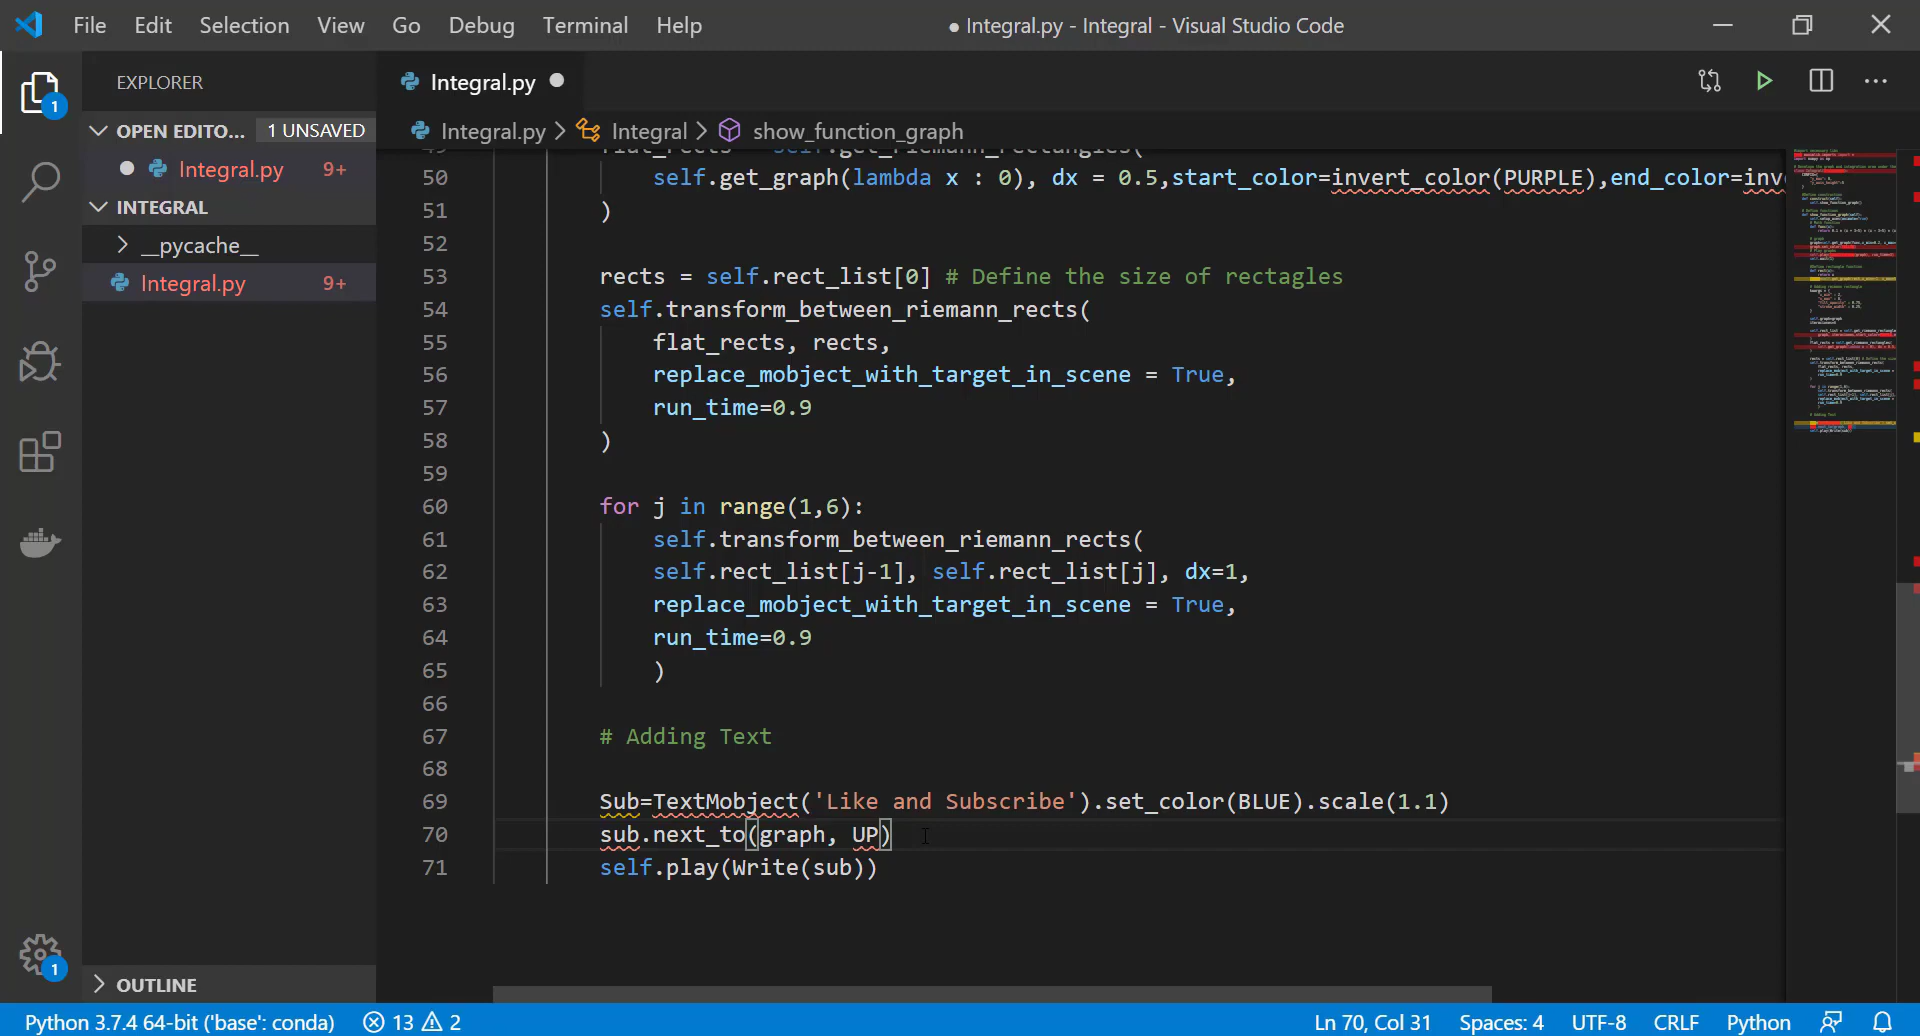 File Edit Selection View Go Debug Terminal Help
● Integral.py - Integral - Visual Studio Code
EXPLORER
OPEN EDITO... 1 UNSAVED
Integral.py 9+
INTEGRAL
__pycache__
Integral.py 9+
OUTLINE
Integral.py
Integral.py > Integral > show_function_graph
49 flat_rects = self.get_riemann_rectangles(
50 self.get_graph(lambda x : 0), dx = 0.5,start_color=invert_color(PURPLE),end_color=inv
51 )
52
53 rects = self.rect_list[0] # Define the size of rectagles
54 self.transform_between_riemann_rects(
55 flat_rects, rects,
56 replace_mobject_with_target_in_scene = True,
57 run_time=0.9
58 )
59
60 for j in range(1,6):
61 self.transform_between_riemann_rects(
62 self.rect_list[j-1], self.rect_list[j], dx=1,
63 replace_mobject_with_target_in_scene = True,
64 run_time=0.9
65 )
66
67 # Adding Text
68
69 Sub=TextMobject('Like and Subscribe').set_color(BLUE).scale(1.1)
70 sub.next_to(graph, UP)
71 self.play(Write(sub))
1
1
Python 3.7.4 64-bit ('base': conda) 13 2 Ln 70, Col 31 Spaces: 4 UTF-8 CRLF Python